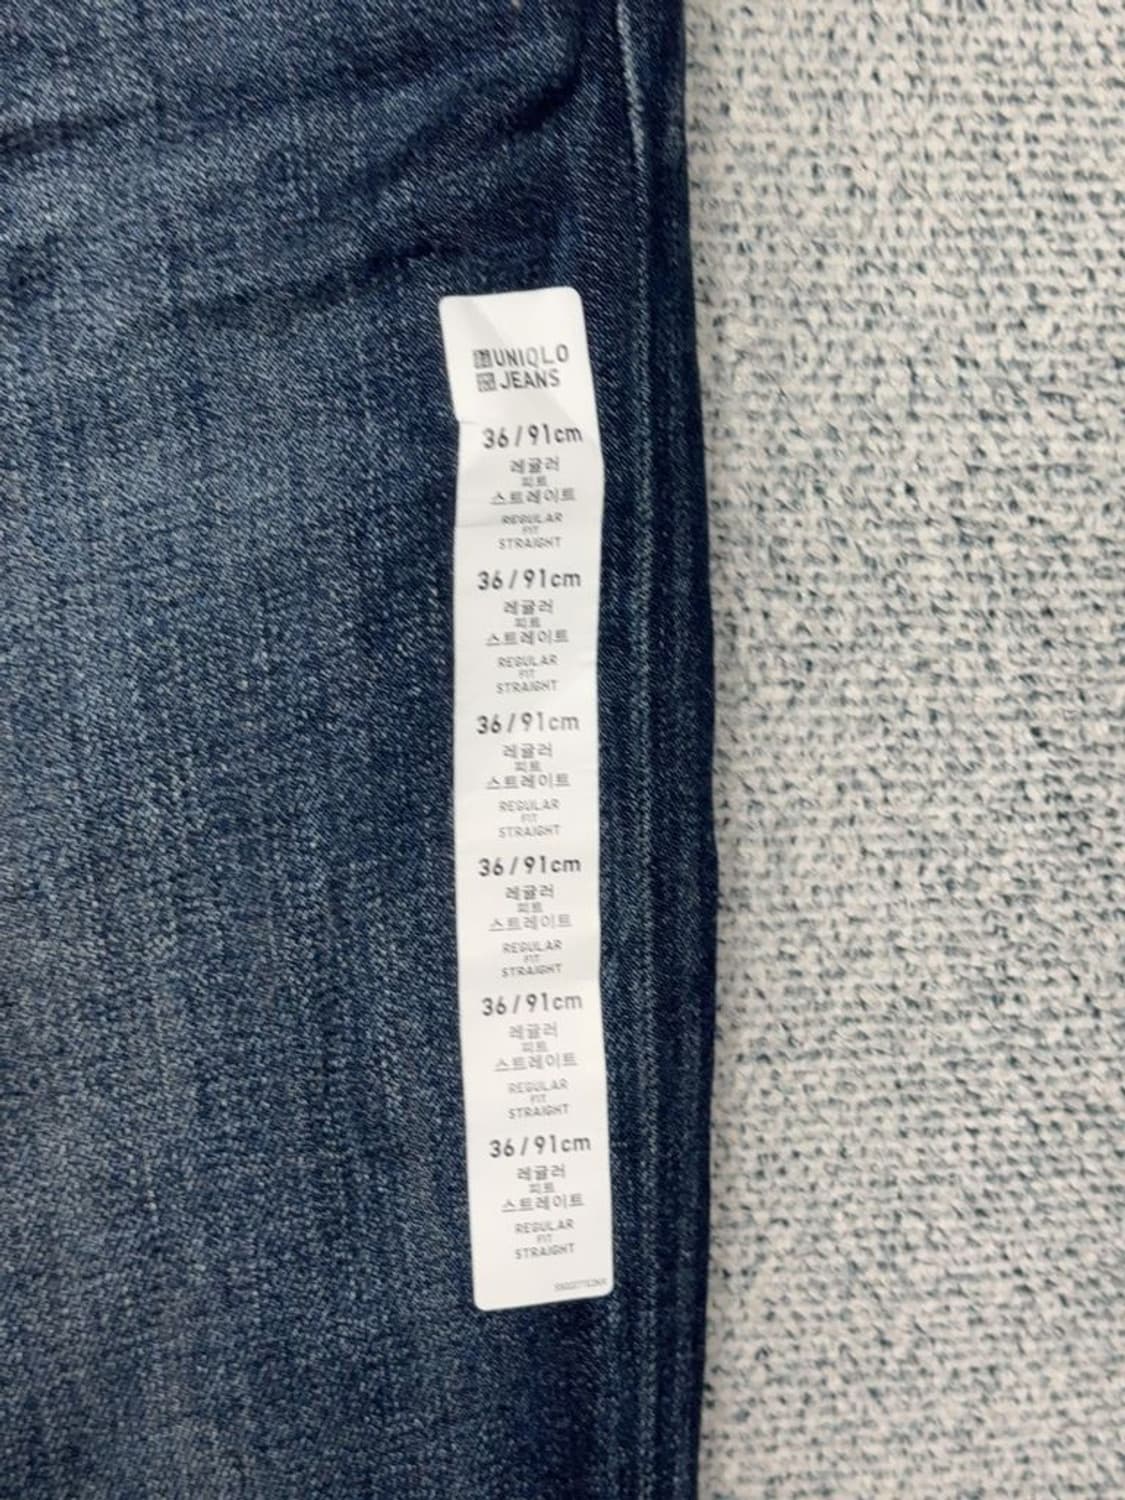 UNIQLO
JEANS
36/91cm
레귤러
피트
스트레이트
REGULAR
FIT
STRAIGHT
36/91cm
레귤러
피트
스트레이트
REGULAR
FIT
STRAIGHT
36/91cm
레귤러
피트
스트레이트
REGULAR
FIT
STRAIGHT
36/91cm
레귤러
피트
스트레이트
REGULAR
FIT
STRAIGHT
36/91cm
레귤러
피트
스트레이트
REGULAR
FIT
STRAIGHT
36/91cm
레귤러
피트
스트레이트
REGULAR
FIT
STRAIGHT